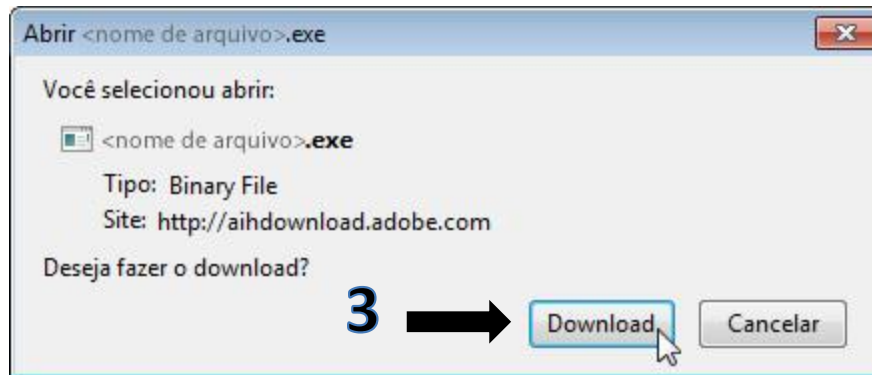 Abrir <nome de arquivo>.exe
Você selecionou abrir:
<nome de arquivo>.exe
Tipo: Binary File
Site: http://aihdownload.adobe.com
Deseja fazer o download?
3
Download
Cancelar